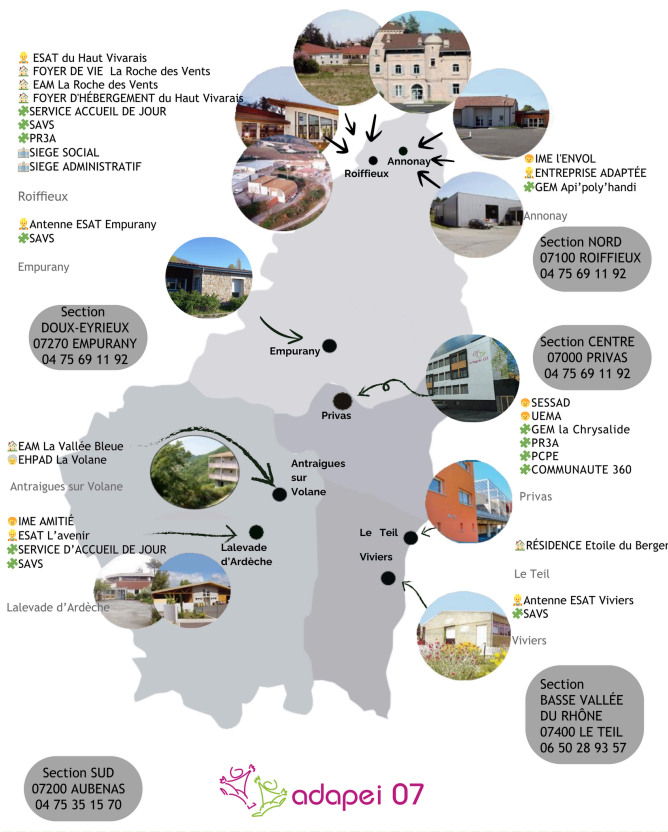 ESAT du Haut Vivarais
FOYER DE VIE La Roche des Vents
EAM La Roche des Vents
FOYER D'HÉBERGEMENT du Haut Vivarais
SERVICE ACCUEIL DE JOUR
SAVS
PR3A
SIEGE SOCIAL
SIEGE ADMINISTRATIF
Roiffieux
Antenne ESAT Empurany
SAVS
Empurany
Section
DOUX-EYRIEUX
07270 EMPURANY
04 75 69 11 92
Roiffieux
Annonay
IME l'ENVOL
ENTREPRISE ADAPTÉE
GEM Api'poly'handi
Annonay
Section NORD
07100 ROIFFIEUX
04 75 69 11 92
Empurany
Section CENTRE
07000 PRIVAS
04 75 69 11 92
apei 07
Privas
SESSAD
UEMA
GEM la Chrysalide
PR3A
PCPE
COMMUNAUTE 360
Privas
EAM La Vallée Bleue
EHPAD La Volane
Antraigues sur Volane
Antraigues
sur
Volane
IME AMITIÉ
ESAT L'avenir
SERVICE D'ACCUEIL DE JOUR
SAVS
Lalevade d'Ardèche
Lalevade
d'Ardèche
Le Teil
Viviers
RÉSIDENCE Etoile du Berger
Le Teil
Antenne ESAT Viviers
SAVS
Viviers
Section
BASSE VALLÉE
DU RHÔNE
07400 LE TEIL
06 50 28 93 57
Section SUD
07200 AUBENAS
04 75 35 15 70
adapei 07